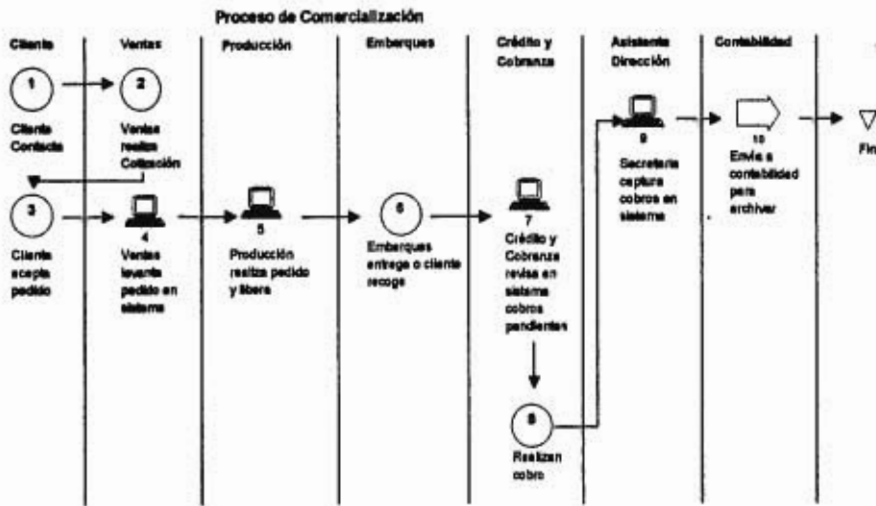 Proceso de Comercialización
Cliente
Ventas
Producción
Embarques
Crédito y
Cobranza
Asistente
Dirección
Contabilidad
1
Cliente
Contacta
2
Ventas
realiza
Cotización
3
Cliente
acepta
pedido
4
Ventas
levanta
pedido en
sistema
5
Producción
realiza pedido
y libera
6
Embarques
entrega o cliente
recoge
7
Crédito y
Cobranza
revisa en
sistema
cobros
pendientes
8
Realizan
cobro
9
Secretaria
captura
cobros en
sistema
10
Envía a
contabilidad
para
archivar
Fin